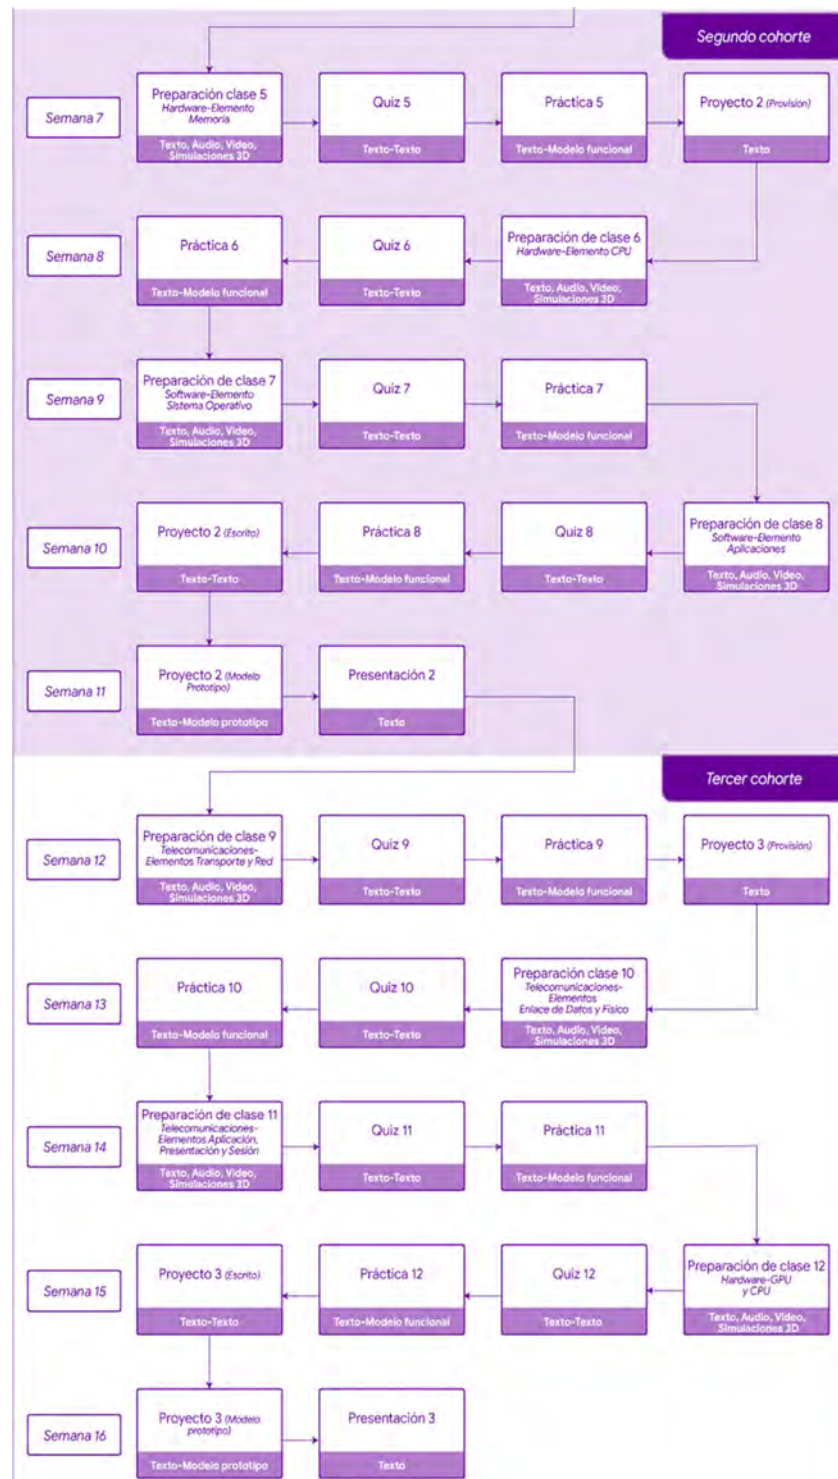 Segundo cohorte
Semana 7
Preparación clase 5
Hardware-Elemento
Memoria
Texto, Audio, Video,
Simulaciones 3D
Quiz 5
Texto-Texto
Práctica 5
Texto-Modelo funcional
Proyecto 2 (Provisión)
Texto
Semana 8
Práctica 6
Texto-Modelo funcional
Quiz 6
Texto-Texto
Preparación de clase 6
Hardware-Elemento CPU
Texto, Audio, Video,
Simulaciones 3D
Semana 9
Preparación de clase 7
Software-Elemento
Sistema Operativo
Texto, Audio, Video,
Simulaciones 3D
Quiz 7
Texto-Texto
Práctica 7
Texto-Modelo funcional
Semana 10
Proyecto 2 (Escrito)
Texto-Texto
Práctica 8
Texto-Modelo funcional
Quiz 8
Texto-Texto
Preparación de clase 8
Software-Elemento
Aplicaciones
Texto, Audio, Video,
Simulaciones 3D
Semana 11
Proyecto 2 (Modelo
Prototipo)
Texto-Modelo prototipo
Presentación 2
Texto
Tercer cohorte
Semana 12
Preparación de clase 9
Telecomunicaciones-
Elementos Transporte y Red
Texto, Audio, Video,
Simulaciones 3D
Quiz 9
Texto-Texto
Práctica 9
Texto-Modelo funcional
Proyecto 3 (Provisión)
Texto
Semana 13
Práctica 10
Texto-Modelo funcional
Quiz 10
Texto-Texto
Preparación clase 10
Telecomunicaciones-
Elementos
Enlace de Datos y Físico
Texto, Audio, Video,
Simulaciones 3D
Semana 14
Preparación de clase 11
Telecomunicaciones-
Elementos Aplicación,
Presentación y Sesión
Texto, Audio, Video,
Simulaciones 3D
Quiz 11
Texto-Texto
Práctica 11
Texto-Modelo funcional
Semana 15
Proyecto 3 (Escrito)
Texto-Texto
Práctica 12
Texto-Modelo funcional
Quiz 12
Texto-Texto
Preparación de clase 12
Hardware-GPU
y CPU
Texto, Audio, Video,
Simulaciones 3D
Semana 16
Proyecto 3 (Modelo
prototipo)
Texto-Modelo prototipo
Presentación 3
Texto